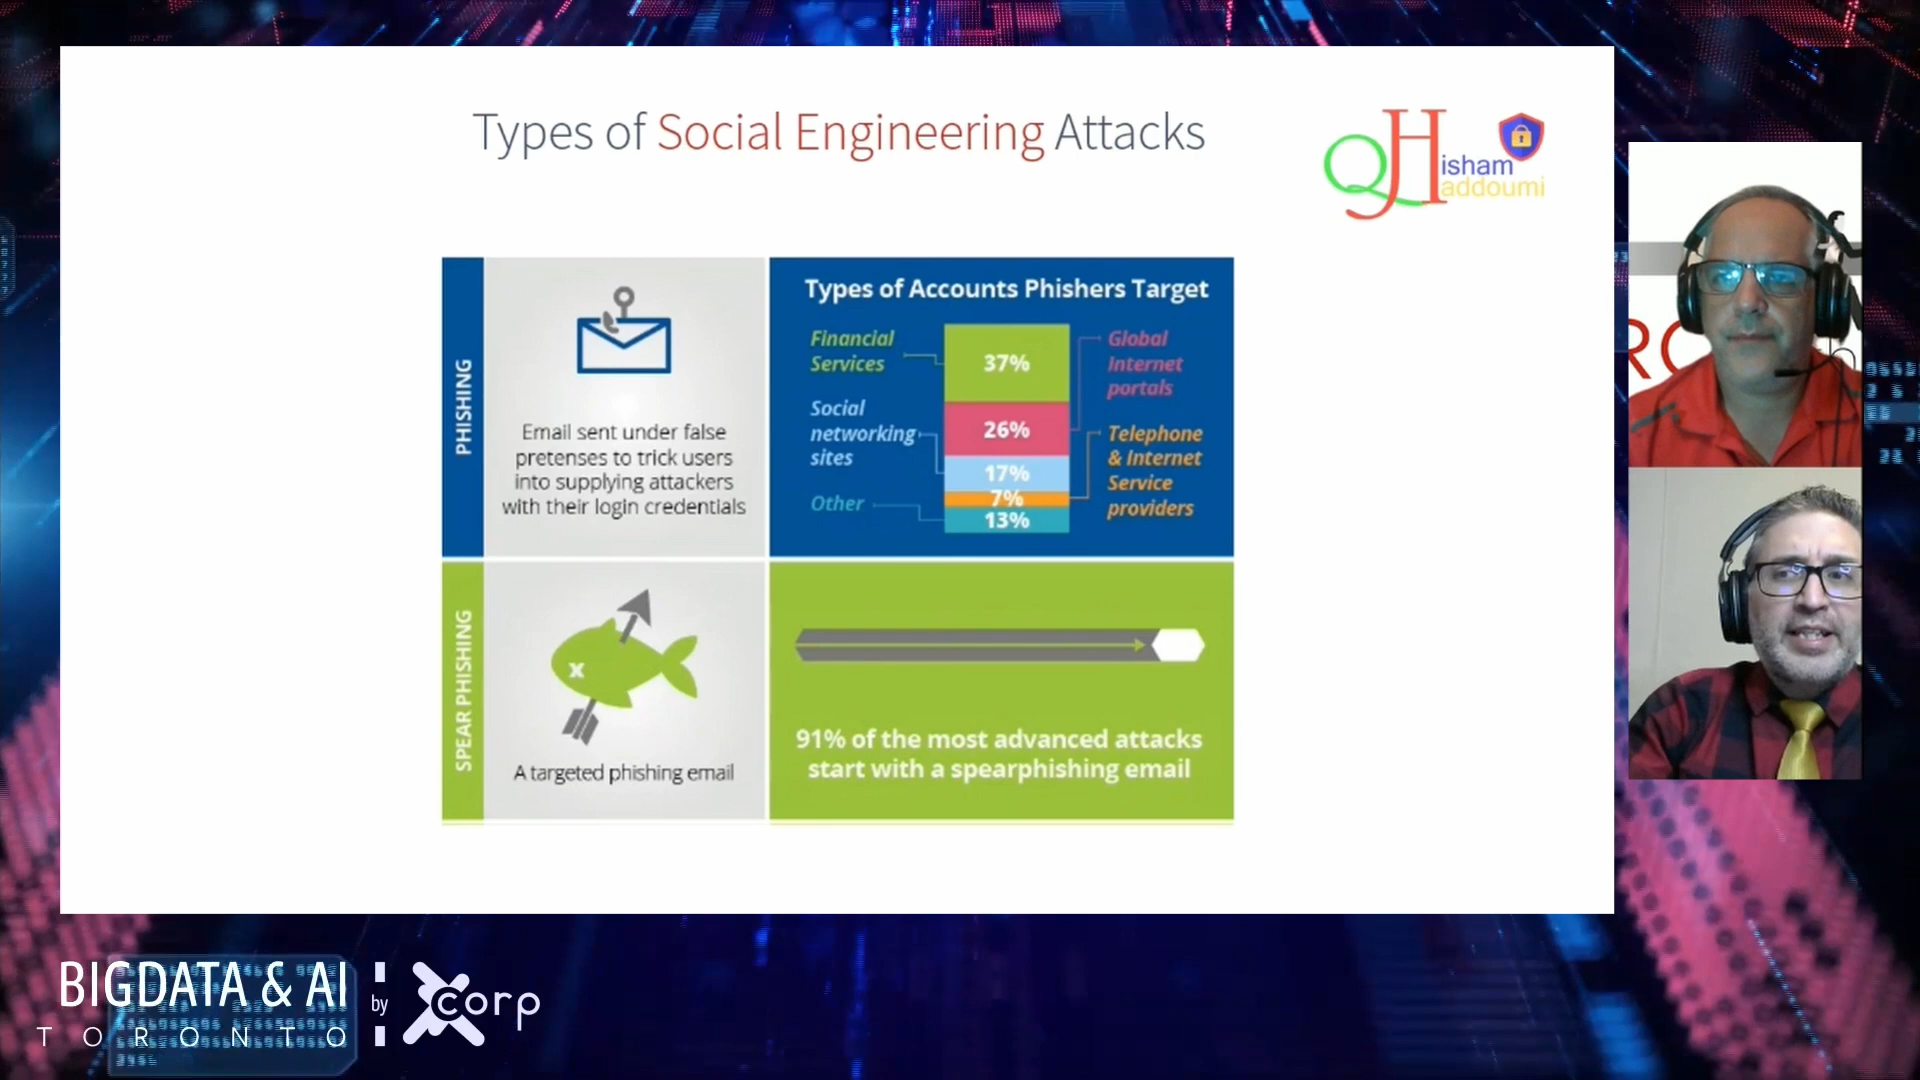 Types of Social Engineering Attacks
QJHisham
Haddoumi
PHISHING
Email sent under false
pretenses to trick users
into supplying attackers
with their login credentials
Types of Accounts Phishers Target
Financial
Services
Social
networking
sites
Other
37%
26%
17%
7%
13%
Global
Internet
portals
Telephone
& Internet
Service
providers
SPEAR PHISHING
A targeted phishing email
91% of the most advanced attacks
start with a spearphishing email
BIGDATA & AI
TORONTO
by
corp